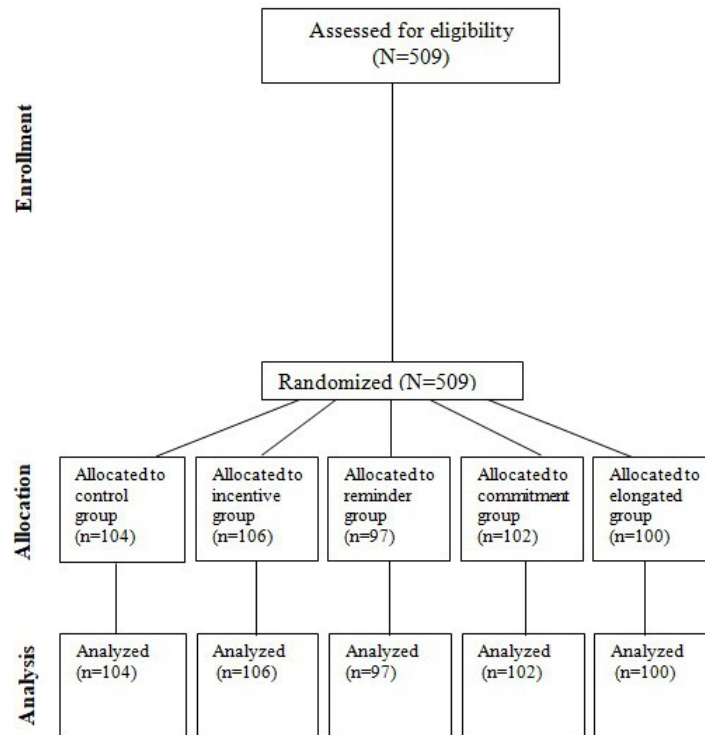 Assessed for eligibility
(N=509)
Enrollment
Randomized (N=509)
Allocation
Allocated to
control
group
(n=104)
Allocated to
incentive
group
(n=106)
Allocated to
reminder
group
(n=97)
Allocated to
commitment
group
(n=102)
Allocated to
elongated
group
(n=100)
Analysis
Analyzed
(n=104)
Analyzed
(n=106)
Analyzed
(n=97)
Analyzed
(n=102)
Analyzed
(n=100)